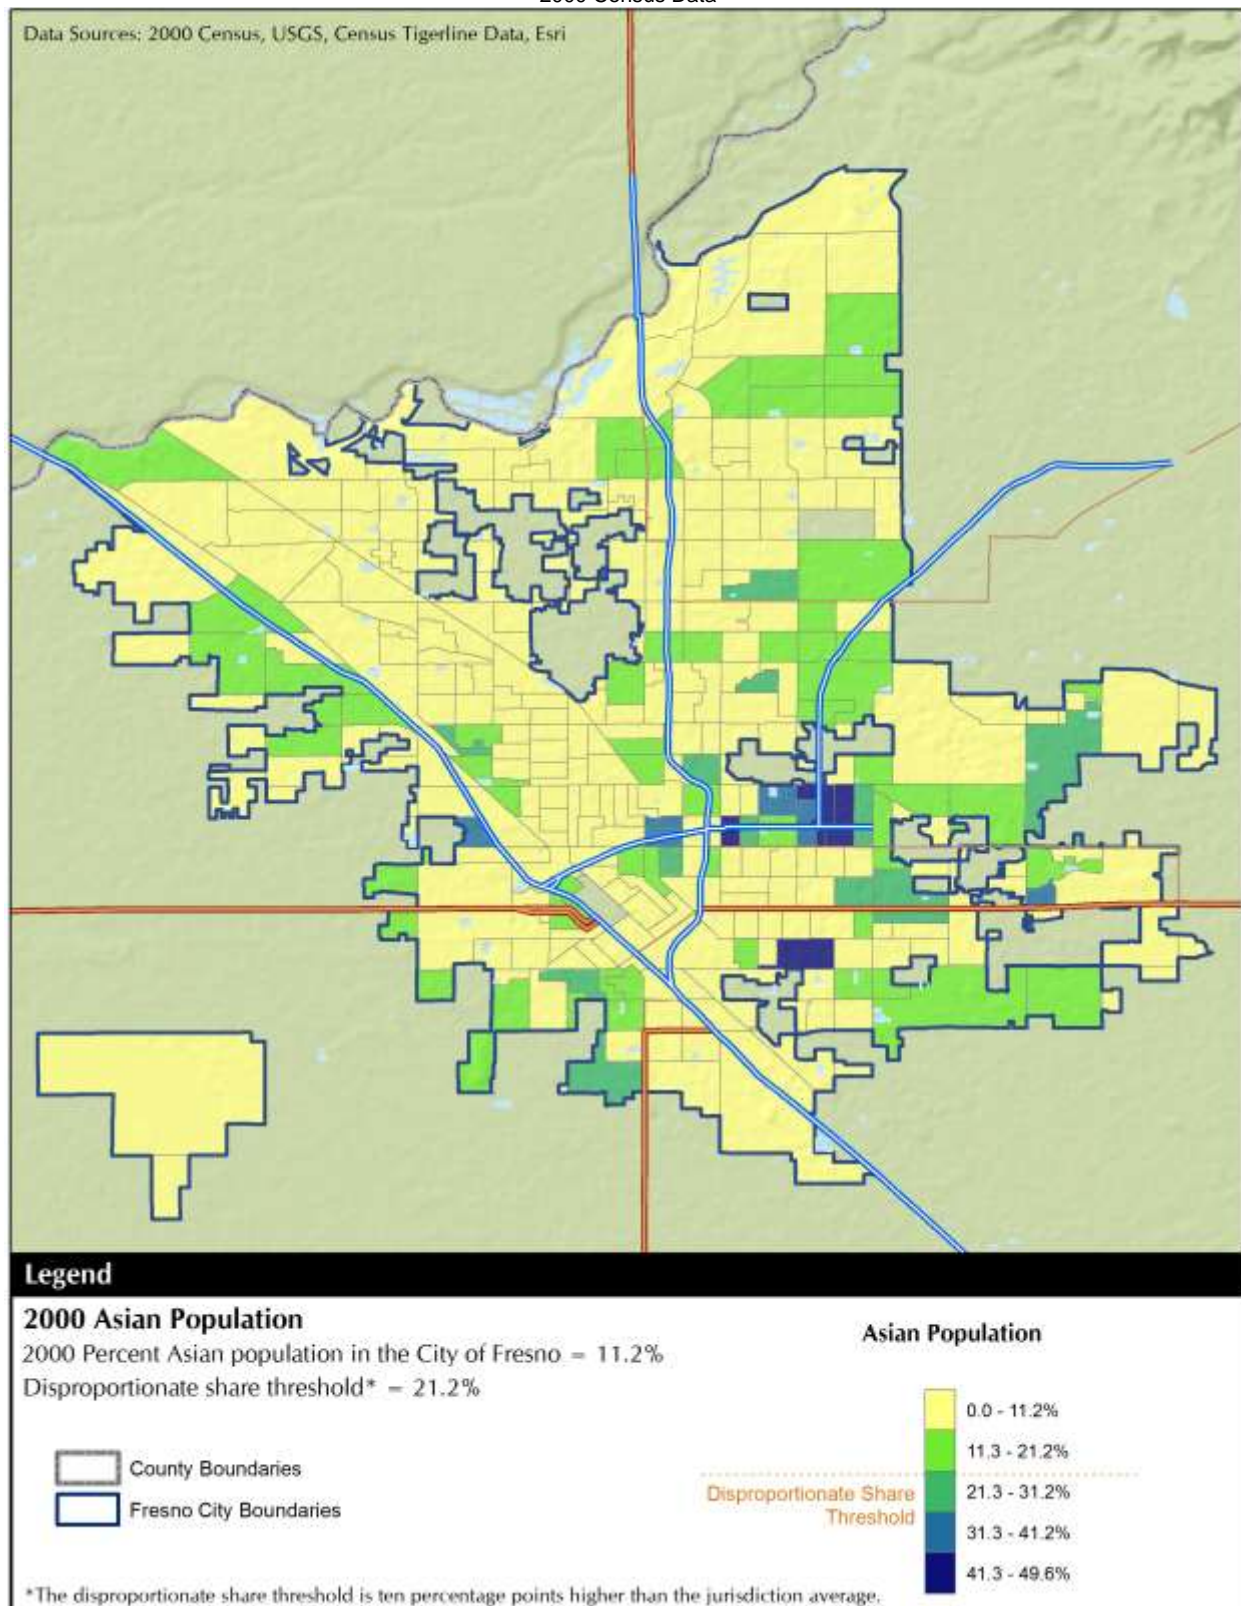 2000 Census Data
Data Sources: 2000 Census, USGS, Census Tigerline Data, Esri
Legend
2000 Asian Population
2000 Percent Asian population in the City of Fresno = 11.2%
Disproportionate share threshold* = 21.2%
County Boundaries
Fresno City Boundaries
Asian Population
0.0 - 11.2%
11.3 - 21.2%
Disproportionate Share
Threshold
21.3 - 31.2%
31.3 - 41.2%
41.3 - 49.6%
*The disproportionate share threshold is ten percentage points higher than the jurisdiction average.